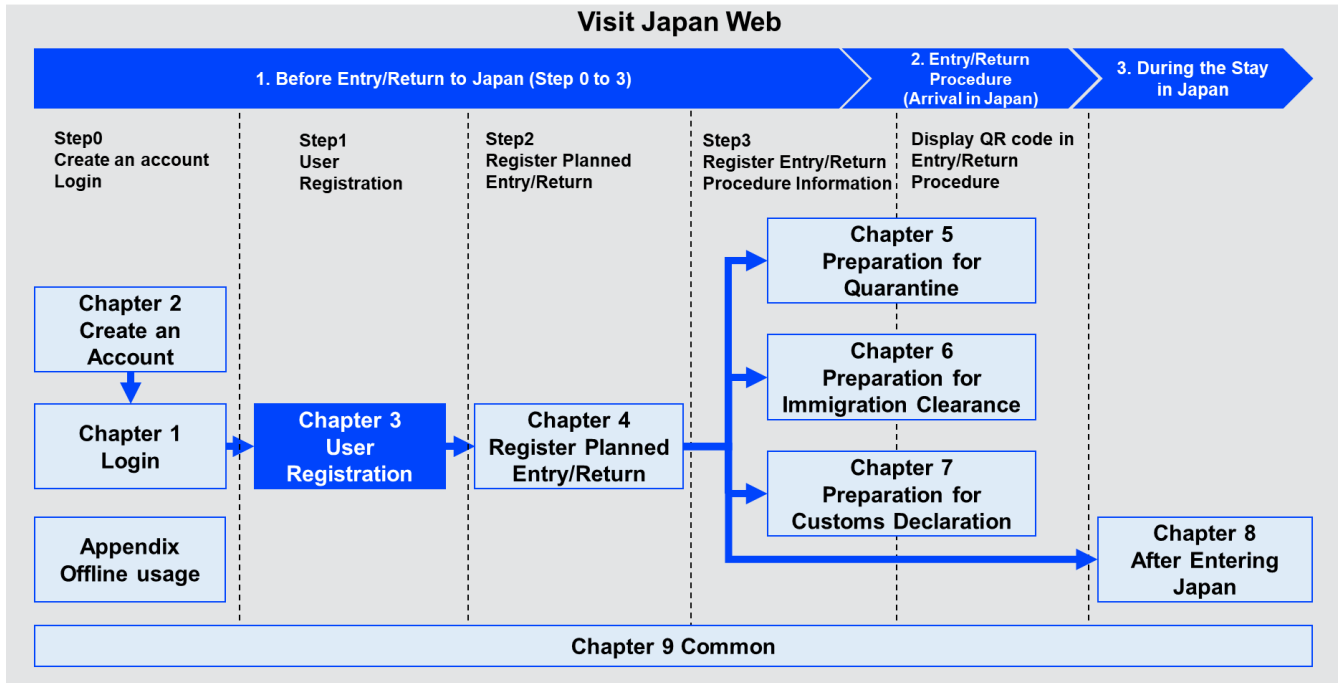 Visit Japan Web
1. Before Entry/Return to Japan (Step 0 to 3)
2. Entry/Return
Procedure
(Arrival in Japan)
3. During the Stay
in Japan
Step0
Create an account
Login
Step1
User
Registration
Step2
Register Planned
Entry/Return
Step3
Register Entry/Return
Procedure Information
Display QR code in
Entry/Return
Procedure
Chapter 2
Create an
Account
Chapter 1
Login
Appendix
Offline usage
Chapter 3
User
Registration
Chapter 4
Register Planned
Entry/Return
Chapter 5
Preparation for
Quarantine
Chapter 6
Preparation for
Immigration Clearance
Chapter 7
Preparation for
Customs Declaration
Chapter 8
After Entering
Japan
Chapter 9 Common